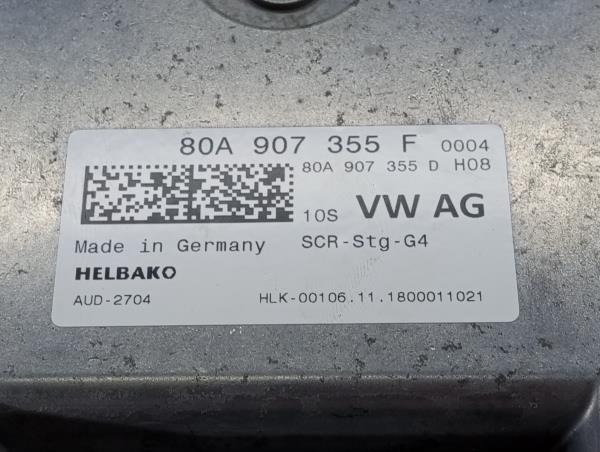 80A 907 355 F 0004
80A 907 355 D H08
10S VW AG
Made in Germany SCR-Stg-G4
HELBAKO
AUD-2704 HLK-00106.11.1800011021